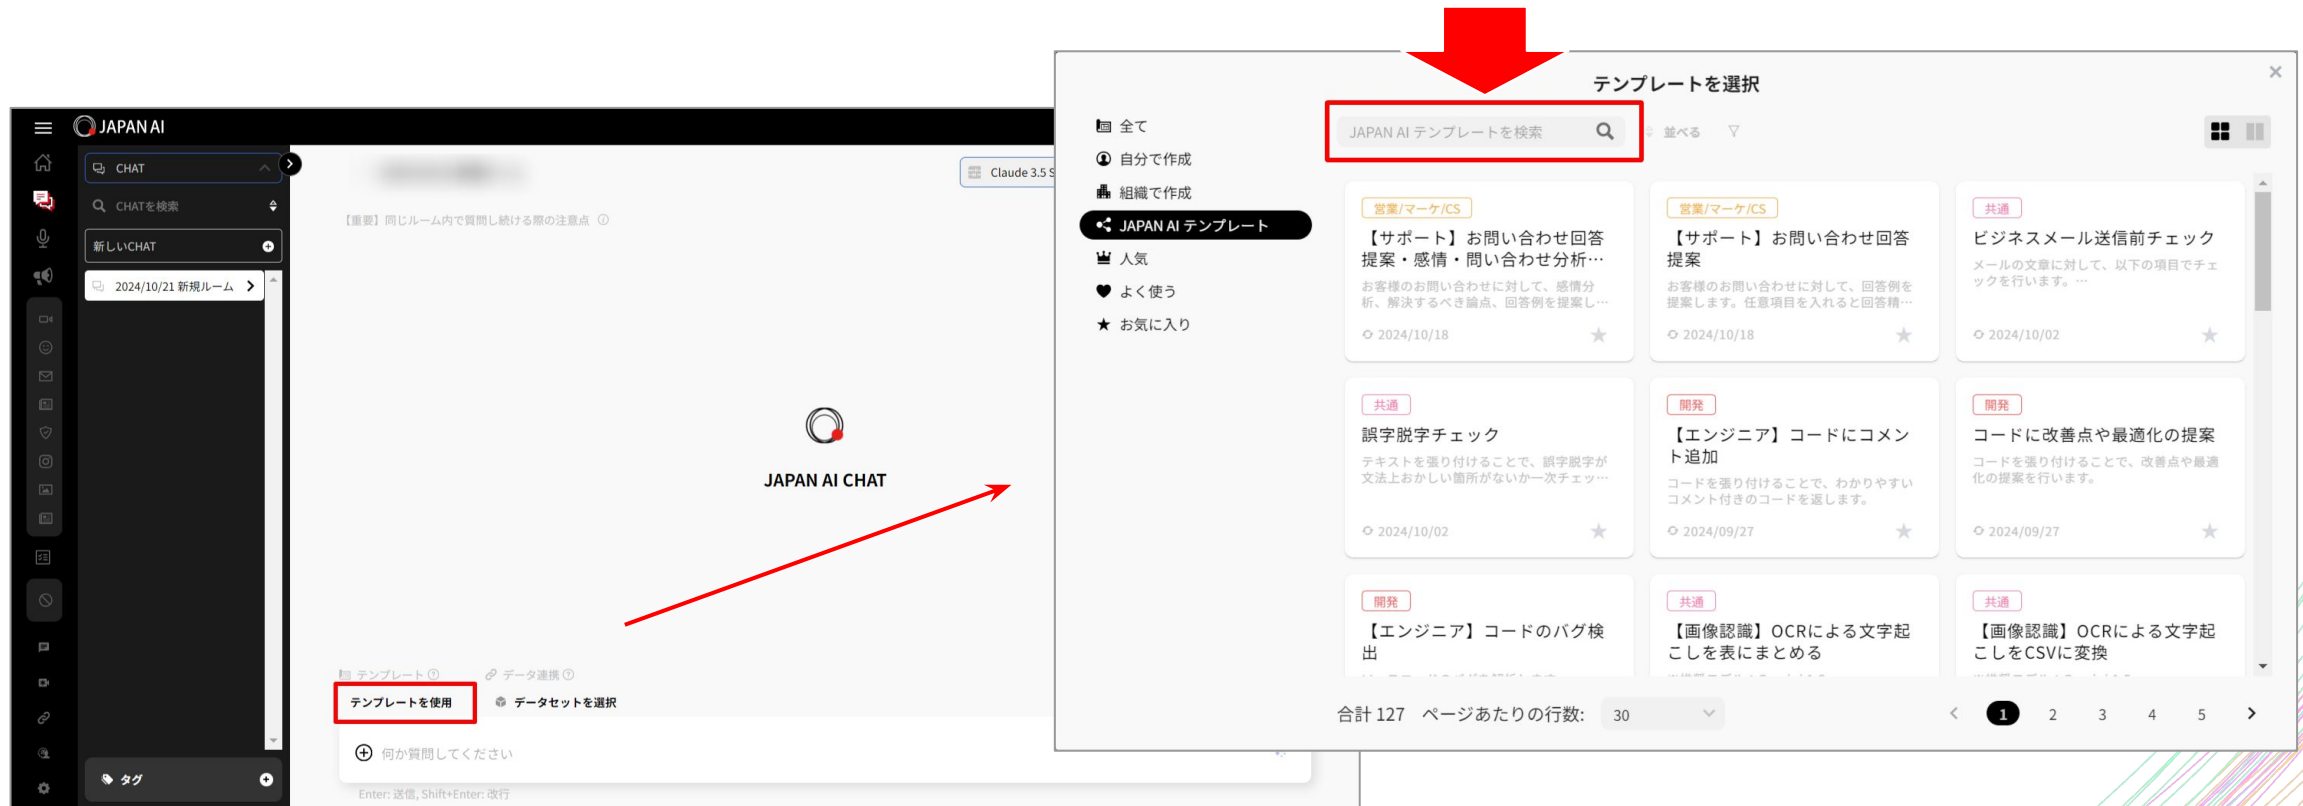 JAPAN AI
CHAT
CHATを検索
新しいCHAT
2024/10/21 新規ルーム
タグ
【重要】同じルーム内で質問し続ける際の注意点
Claude 3.5 S
JAPAN AI CHAT
テンプレート
データ連携
テンプレートを使用
データセットを選択
何か質問してください
Enter: 送信, Shift+Enter: 改行
テンプレートを選択
全て
自分で作成
組織で作成
JAPAN AI テンプレート
人気
よく使う
お気に入り
JAPAN AI テンプレートを検索
並べる
営業/マーケ/CS
【サポート】お問い合わせ回答
提案・感情・問い合わせ分析…
お客様のお問い合わせに対して、感情分
析、解決するべき論点、回答例を提案し…
2024/10/18
営業/マーケ/CS
【サポート】お問い合わせ回答
提案
お客様のお問い合わせに対して、回答例を
提案します。任意項目を入れると回答精…
2024/10/18
共通
ビジネスメール送信前チェック
メールの文章に対して、以下の項目でチェ
ックを行います。…
2024/10/02
共通
誤字脱字チェック
テキストを張り付けることで、誤字脱字が
文法上おかしい箇所がないか一次チェッ…
2024/10/02
開発
【エンジニア】コードにコメン
ト追加
コードを張り付けることで、わかりやすい
コメント付きのコードを返します。
2024/09/27
開発
コードに改善点や最適化の提案
コードを張り付けることで、改善点や最適
化の提案を行います。
2024/09/27
開発
【エンジニア】コードのバグ検
出
共通
【画像認識】OCRによる文字起
こしを表にまとめる
共通
【画像認識】OCRによる文字起
こしをCSVに変換
合計 127 ページあたりの行数: 30
1 2 3 4 5